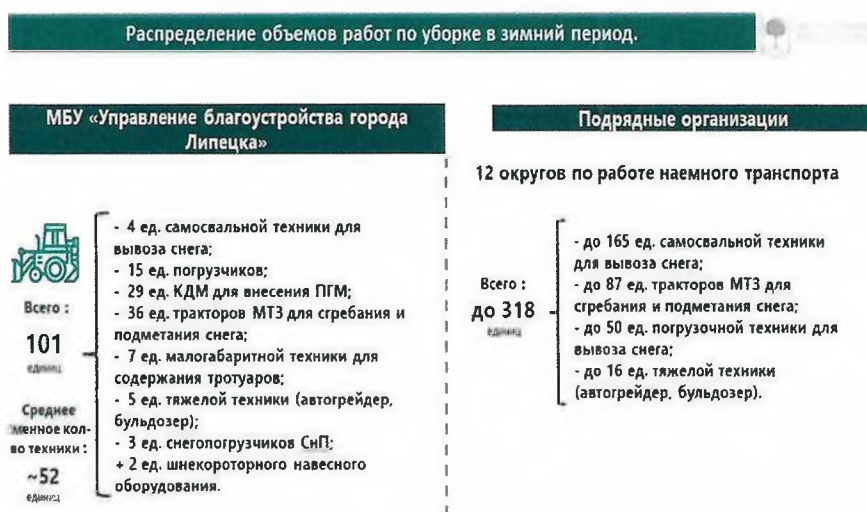 Распределение объемов работ по уборке в зимний период.
МБУ «Управление благоустройства города
Липецка»
Всего :
101
единиц
Среднее
менное кол-
во техники :
~52
единиц
- 4 ед. самосвальной техники для
вывоза снега;
- 15 ед. погрузчиков;
- 29 ед. КДМ для внесения ПГМ;
- 36 ед. тракторов МТЗ для сгребания и
подметания снега;
- 7 ед. малогабаритной техники для
содержания тротуаров;
- 5 ед. тяжелой техники (автогрейдер,
бульдозер);
- 3 ед. снегопогрузчиков СнП;
+ 2 ед. шнекороторного навесного
оборудования.
Подрядные организации
12 округов по работе наемного транспорта
Всего :
до 318
единиц
- до 165 ед. самосвальной техники
для вывоза снега;
- до 87 ед. тракторов МТЗ для
сгребания и подметания снега;
- до 50 ед. погрузочной техники для
вывоза снега;
- до 16 ед. тяжелой техники
(автогрейдер, бульдозер).